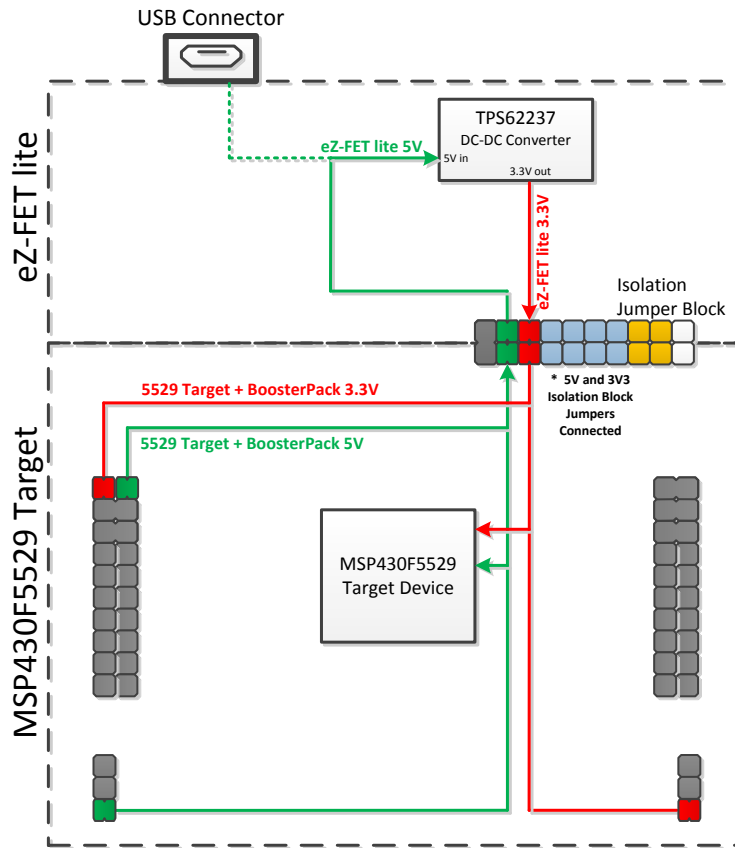 USB Connector
eZ-FET lite
TPS62237
DC-DC Converter
5V in
3.3V out
eZ-FET lite 5V
eZ-FET lite 3.3V
Isolation
Jumper Block
* 5V and 3V3
Isolation Block
Jumpers
Connected
MSP430F5529 Target
5529 Target + BoosterPack 3.3V
5529 Target + BoosterPack 5V
MSP430F5529
Target Device